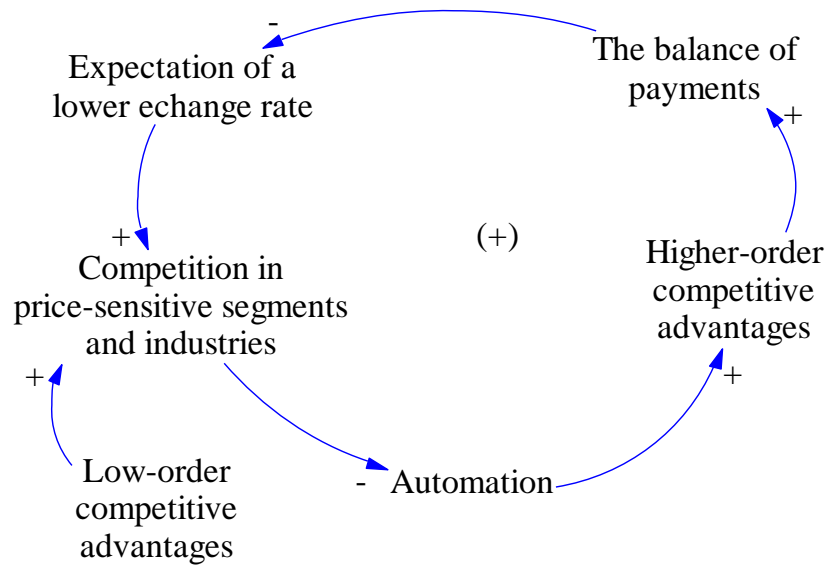 -
The balance of
payments
+
Expectation of a
lower echange rate
+
(+)
Competition in
price-sensitive segments
and industries
Higher-order
competitive
advantages
+
+
Low-order
competitive
advantages
- Automation